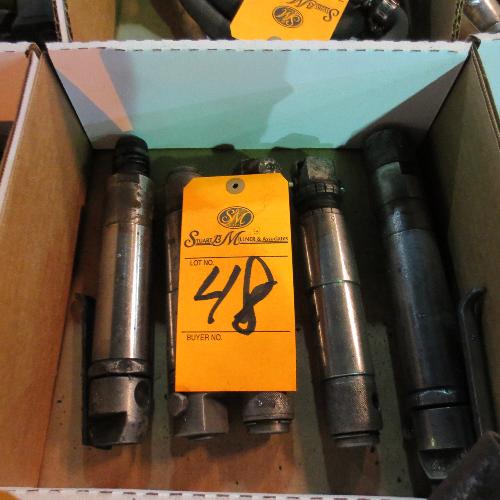 SM
STUART B. MILLNER & Associates
LOT NO.
48
BUYER NO.